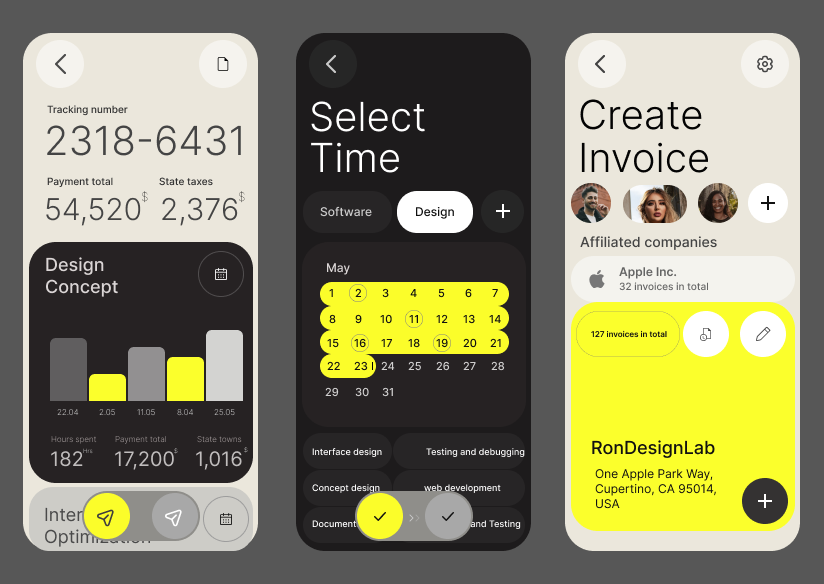 Tracking number
2318-6431
Payment total State taxes
54,520$ 2,376$
Design
Concept
22.04 2.05 11.05 8.04 25.05
Hours spent Payment total State towns
182Hrs 17,200$ 1,016$
Inter
Optimization
Select
Time
Software Design
May
1 2 3 4 5 6 7
8 9 10 11 12 13 14
15 16 17 18 19 20 21
22 23 24 25 26 27 28
29 30 31
Interface design Testing and debugging
Concept design web development
Document and Testing
Create
Invoice
Affiliated companies
Apple Inc.
32 invoices in total
127 invoices in total
RonDesignLab
One Apple Park Way,
Cupertino, CA 95014,
USA